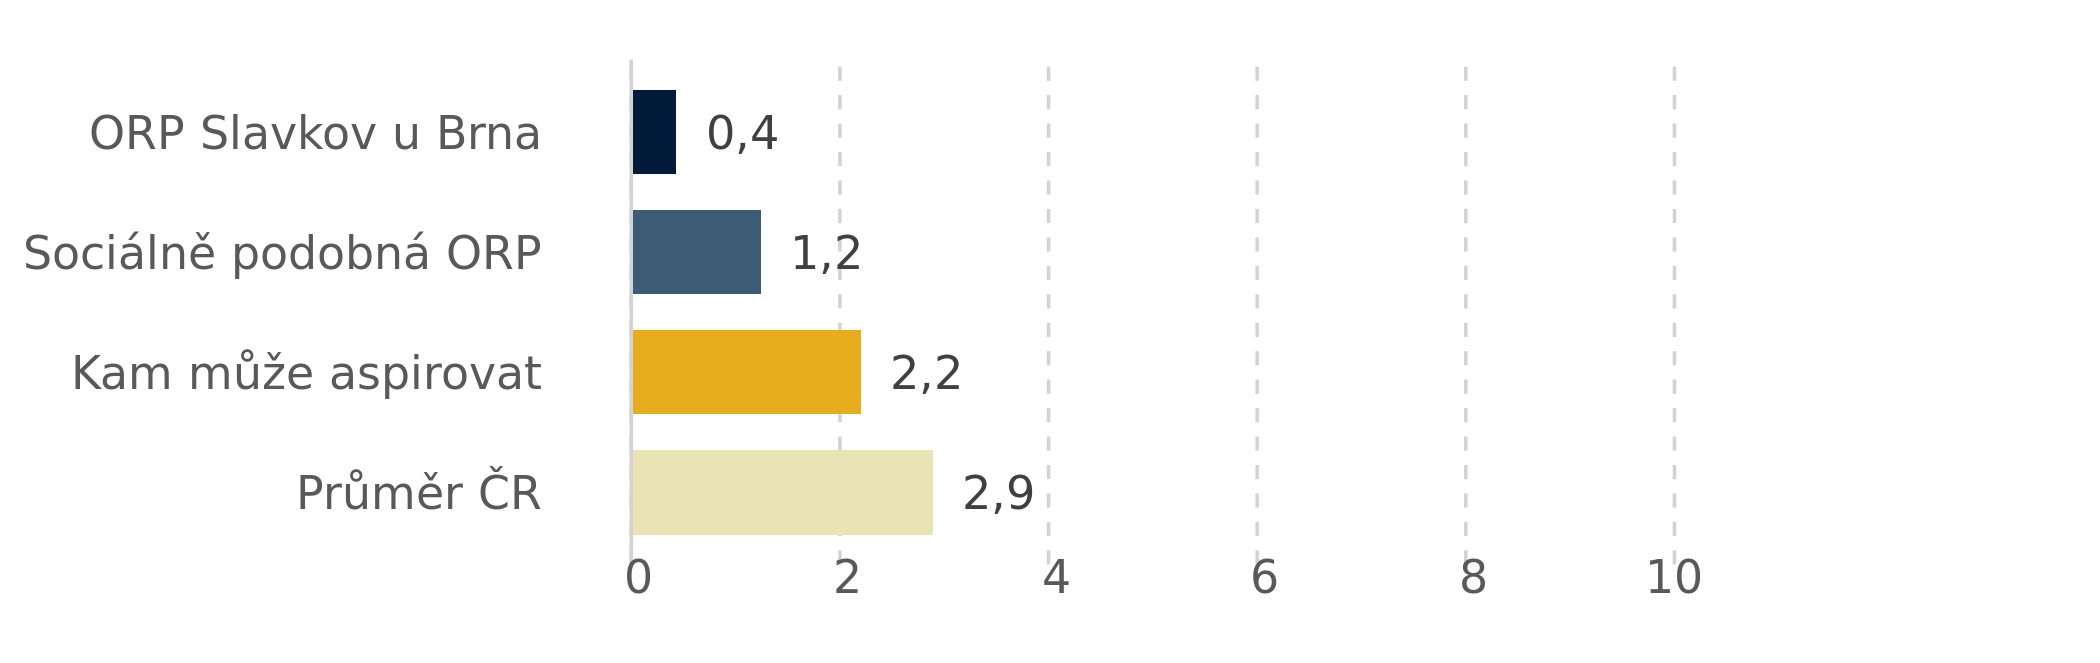 ORP Slavkov u Brna 0,4
Sociálně podobná ORP 1,2
Kam může aspirovat 2,2
Průměr ČR 2,9
0 2 4 6 8 10